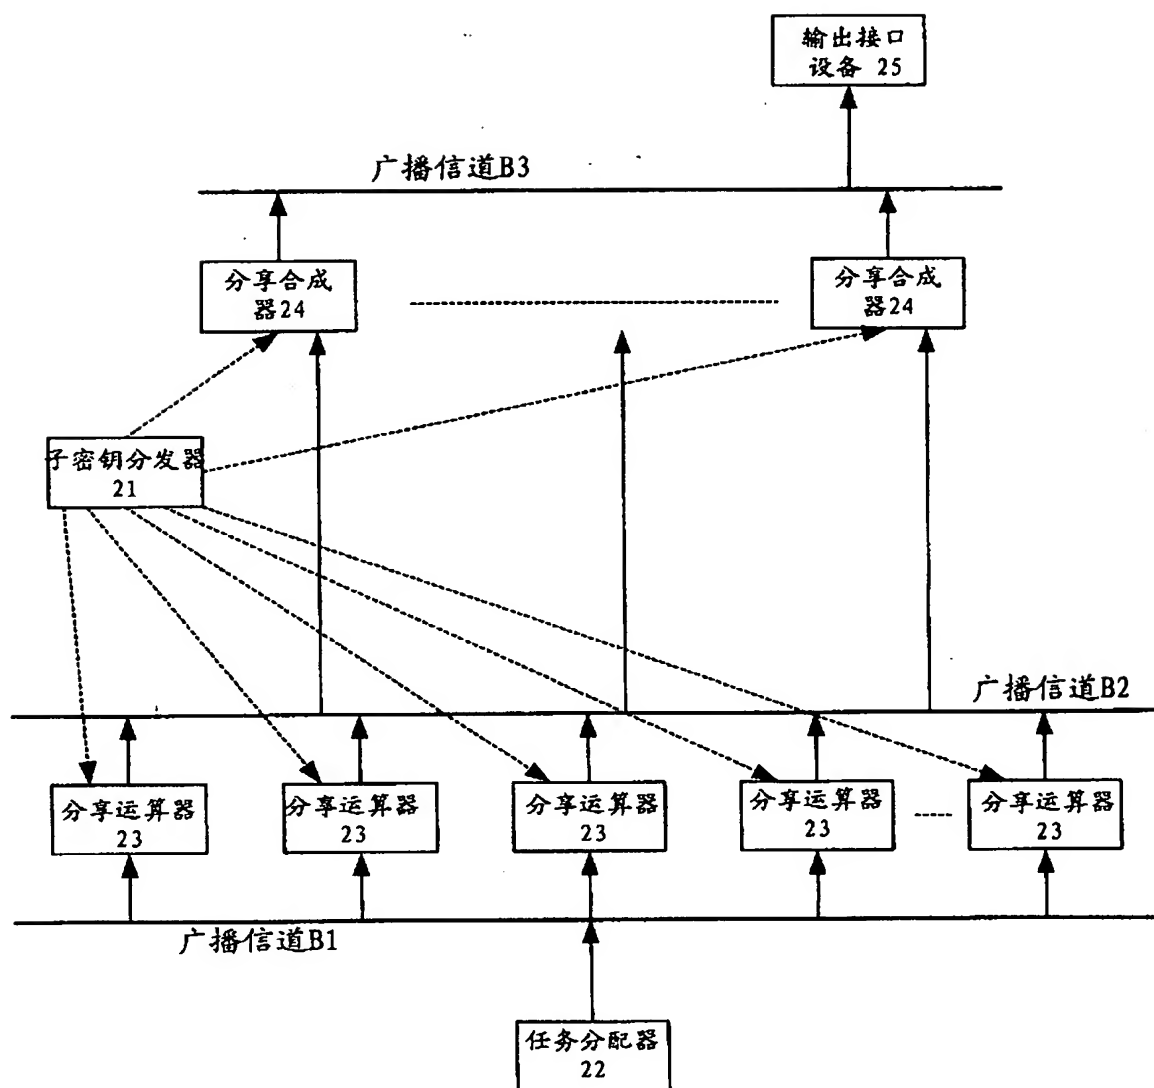 输出接口
设备 25
广播信道B3
分享合成
器24
分享合成
器24
子密钥分发器
21
广播信道B2
分享运算器
23
分享运算器
23
分享运算器
23
分享运算器
23
分享运算器
23
广播信道B1
任务分配器
22